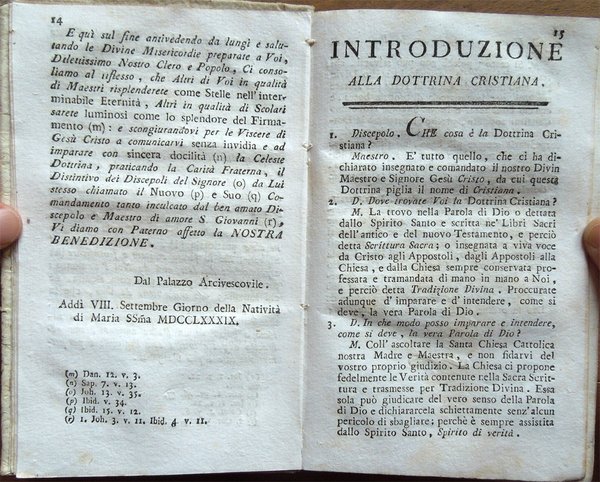 14
E quì sul fine antivedendo da lungi e salu-
tando le Divine Misericordie preparate a Voi,
Dilettissimo Nostro Clero e Popolo, Ci conso-
liamo al riflesso, che Altri di Voi in qualità
di Maestri risplenderete come Stelle nell'inter-
minabile Eternità, Altri in qualità di Scolari
sarete luminosi come lo splendore del Firma-
mento (m): e scongiurandovi per le Viscere di
Gesù Cristo a comunicarvi senza invidia e ad
imparare con sincera docilità (n) la Celeste
Dottrina, praticando la Carità Fraterna, il
Distintivo dei Discepoli del Signore (o) da Lui
stesso chiamato il Nuovo (p) e Suo (q) Co-
mandamento tanto inculcato dal ben amato Di-
scepolo e Maestro di amore S. Giovanni (r),
Vi diamo con Paterno affetto la NOSTRA
BENEDIZIONE.
Dal Palazzo Arcivescovile.
Addì VIII. Settembre Giorno della Natività
di Maria SSm̃a MDCCLXXXIX.
(m) Dan. 12. v. 3.
(n) Sap. 7. v. 13.
(o) Joh. 13. v. 35.
(p) Ibid. v. 34.
(q) Ibid. 15. v. 12.
(r) 1. Joh. 3. v. 11. Ibid. 4 v. 11.
15
INTRODUZIONE
ALLA DOTTRINA CRISTIANA.
1. Discepolo. CHE cosa è la Dottrina Cri-
stiana?
Maestro. E' tutto quello, che ci ha di-
chiarato insegnato e comandato il nostro Divin
Maestro e Signore Gesù Cristo, da cui questa
Dottrina piglia il nome di Cristiana.
2. D. Dove trovate Voi la Dottrina Cristiana?
M. La trovo nella Parola di Dio o dettata
dallo Spirito Santo e scritta ne' Libri Sacri
dell'antico e del nuovo Testamento, e perciò
detta Scrittura Sacra; o insegnata a viva voce
da Cristo agli Appostoli, dagli Appostoli alla
Chiesa, e dalla Chiesa sempre conservata pro-
fessata e tramandata di mano in mano a Noi,
e perciò detta Tradizione Divina. Proccurate
adunque d'imparare e d'intendere, come si
deve, la vera Parola di Dio.
3. D. In che modo posso imparare e intendere,
come si deve, la vera Parola di Dio?
M. Coll' ascoltare la Santa Chiesa Cattolica
nostra Madre e Maestra, e non fidarvi del
vostro proprio giudizio. La Chiesa ci propone
fedelmente le Verità contenute nella Sacra Scrit-
tura e trasmesse per Tradizione Divina. Essa
sola può giudicare del vero senso della Parola
di Dio e dichiararcela schiettamente senz'alcun
pericolo di sbagliare; perchè è sempre assistita
dallo Spirito Santo, Spirito di verità.